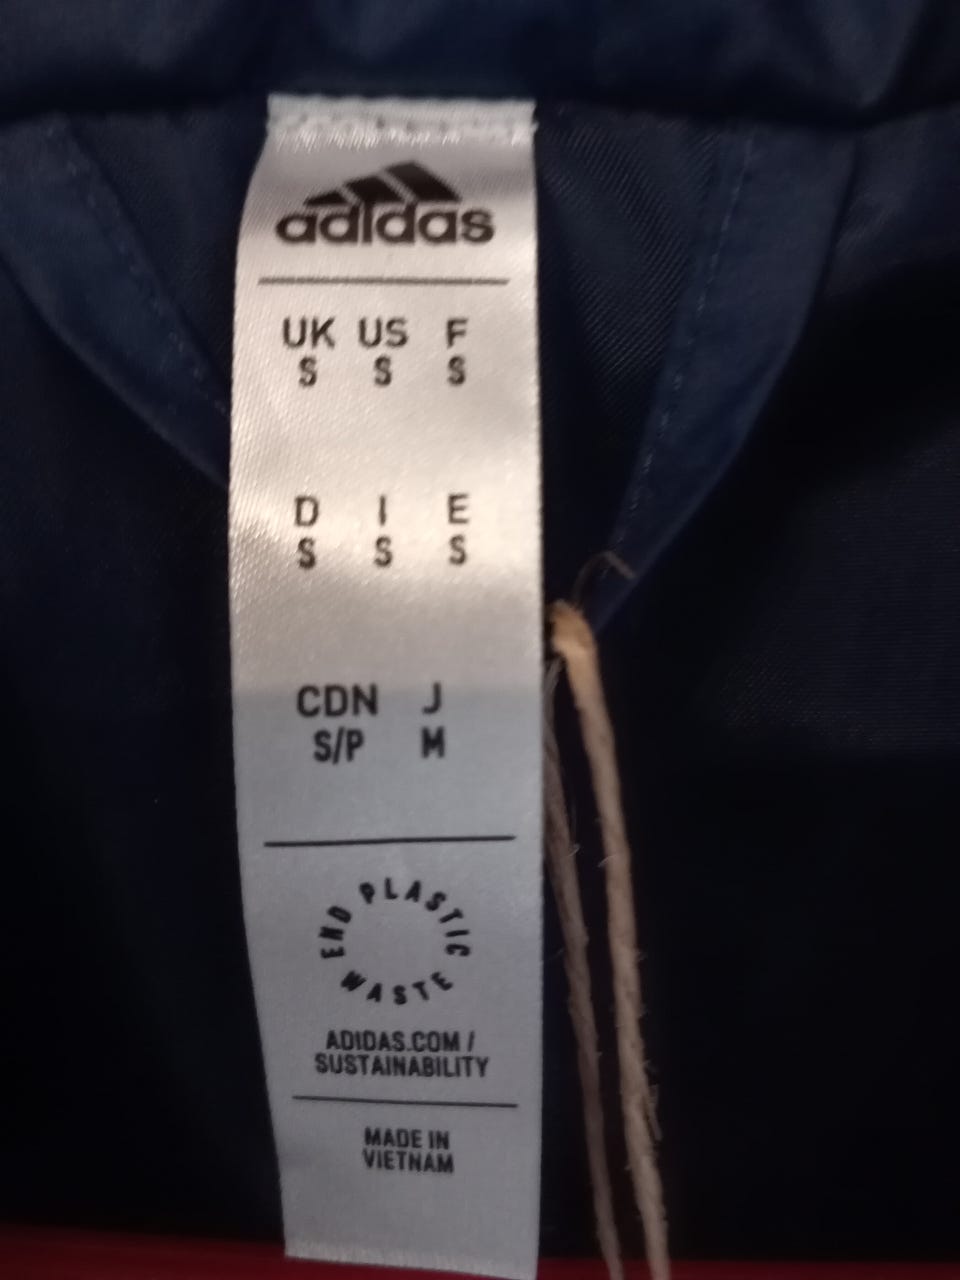 adidas
UK US F
S S S
D I E
S S S
CDN J
S/P M
END PLASTIC WASTE
ADIDAS.COM /
SUSTAINABILITY
MADE IN
VIETNAM